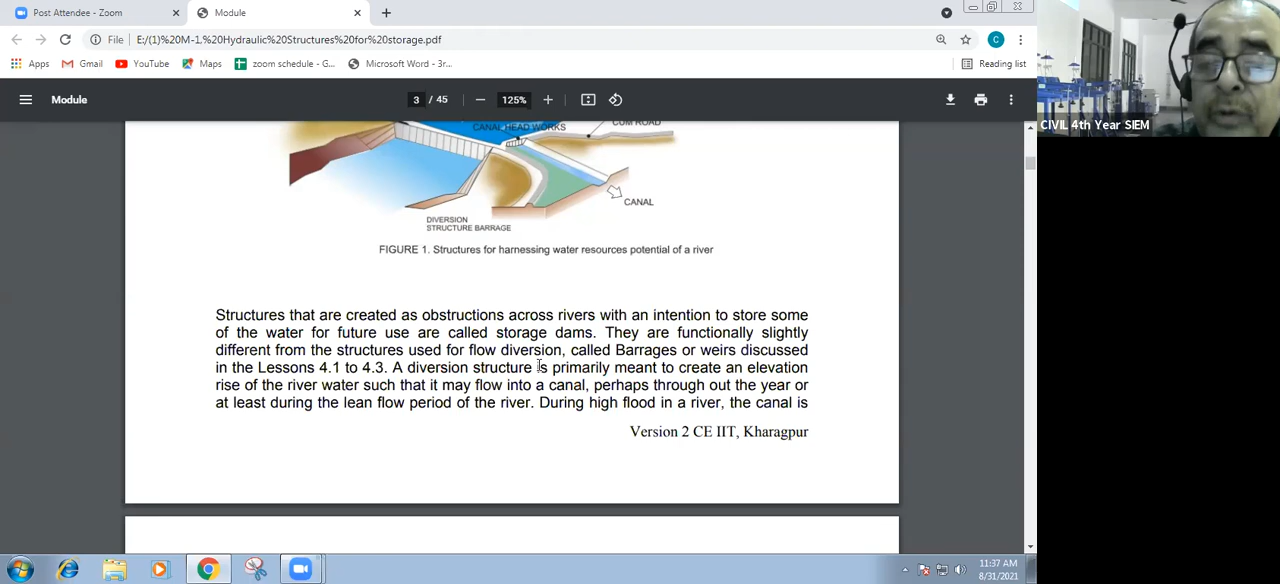 Post Attendee - Zoom
Module
File
E:/(1)%20M-1.%20Hydraulic%20Structures%20for%20storage.pdf
C
Apps
Gmail
YouTube
Maps
zoom schedule - G...
Microsoft Word - 3r...
Reading list
Module
3 / 45
125%
CANAL HEAD WORKS
CUM ROAD
CANAL
DIVERSION
STRUCTURE BARRAGE
FIGURE 1. Structures for harnessing water resources potential of a river
Structures that are created as obstructions across rivers with an intention to store some
of the water for future use are called storage dams. They are functionally slightly
different from the structures used for flow diversion, called Barrages or weirs discussed
in the Lessons 4.1 to 4.3. A diversion structure is primarily meant to create an elevation
rise of the river water such that it may flow into a canal, perhaps through out the year or
at least during the lean flow period of the river. During high flood in a river, the canal is
Version 2 CE IIT, Kharagpur
CIVIL 4th Year SIEM
11:37 AM
8/31/2021